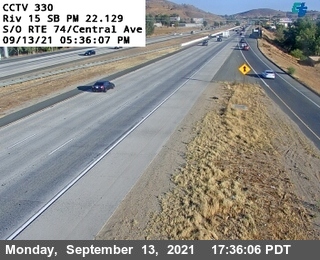 CCTV 330
Riv 15 SB PM 22.129
S/O RTE 74/Central Ave
09/13/21 05:36:07 PM
Monday, September 13, 2021 17:36:06 PDT